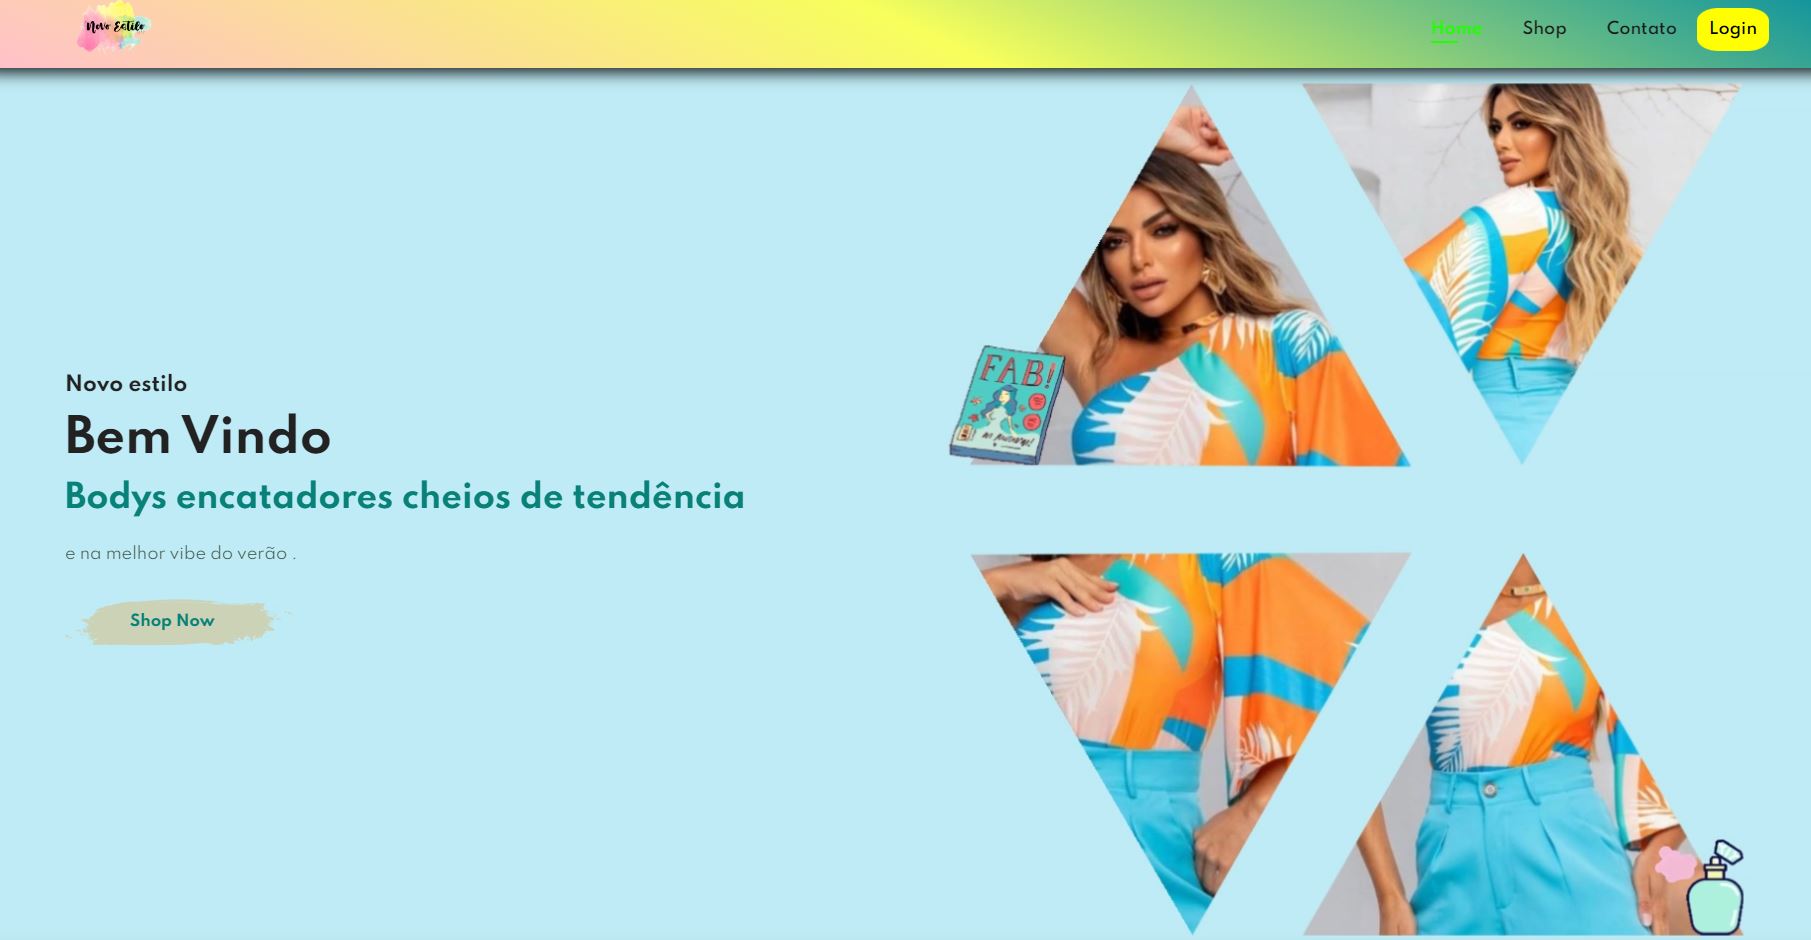 Novo Estilo
Home
Shop
Contato
Login
FAB!
Novo estilo
Bem Vindo
Bodys encatadores cheios de tendência
e na melhor vibe do verão .
Shop Now